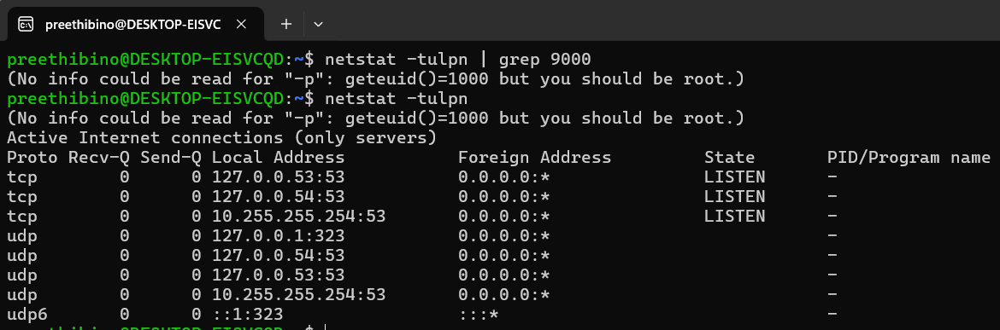 preethibino@DESKTOP-EISVC
preethibino@DESKTOP-EISVCQD:~$ netstat -tulpn | grep 9000
(No info could be read for "-p": geteuid()=1000 but you should be root.)
preethibino@DESKTOP-EISVCQD:~$ netstat -tulpn
(No info could be read for "-p": geteuid()=1000 but you should be root.)
Active Internet connections (only servers)
Proto Recv-Q Send-Q Local Address           Foreign Address         State       PID/Program name
tcp        0      0 127.0.0.53:53           0.0.0.0:*               LISTEN      -
tcp        0      0 127.0.0.54:53           0.0.0.0:*               LISTEN      -
tcp        0      0 10.255.255.254:53       0.0.0.0:*               LISTEN      -
udp        0      0 127.0.0.1:323           0.0.0.0:*                           -
udp        0      0 127.0.0.54:53           0.0.0.0:*                           -
udp        0      0 127.0.0.53:53           0.0.0.0:*                           -
udp        0      0 10.255.255.254:53       0.0.0.0:*                           -
udp6       0      0 ::1:323                 :::*                                -
preethibino@DESKTOP-EISVCQD:~$